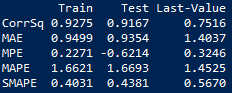 Train Test Last-Value
CorrSq 0.9275 0.9167 0.7516
MAE 0.9499 0.9354 1.4037
MPE 0.2271 -0.6214 0.3246
MAPE 1.6621 1.6693 1.4525
SMAPE 0.4031 0.4381 0.5670